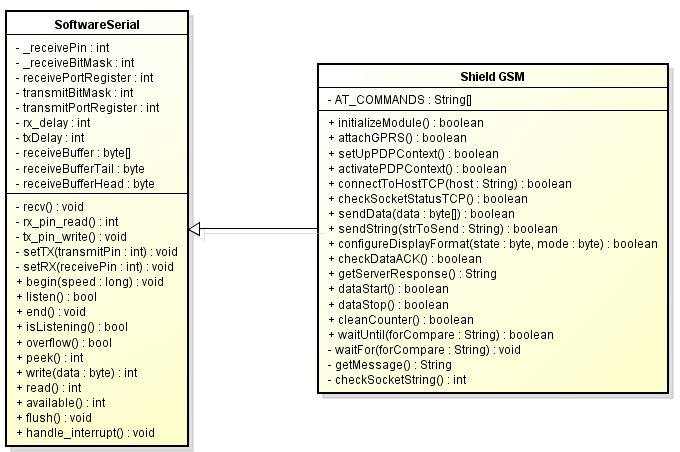 SoftwareSerial
- _receivePin : int
- _receiveBitMask : int
- receivePortRegister : int
- transmitBitMask : int
- transmitPortRegister : int
- rx_delay : int
- txDelay : int
- receiveBuffer : byte[]
- receiveBufferTail : byte
- receiveBufferHead : byte
- recv() : void
- rx_pin_read() : int
- tx_pin_write() : void
- setTX(transmitPin : int) : void
- setRX(receivePin : int) : void
+ begin(speed : long) : void
+ listen() : bool
+ end() : void
+ isListening() : bool
+ overflow() : bool
+ peek() : int
+ write(data : byte) : int
+ read() : int
+ available() : int
+ flush() : void
+ handle_interrupt() : void
Shield GSM
- AT_COMMANDS : String[]
+ initializeModule() : boolean
+ attachGPRS() : boolean
+ setUpPDPContext() : boolean
+ activatePDPContext() : boolean
+ connectToHostTCP(host : String) : boolean
+ checkSocketStatusTCP() : boolean
+ sendData(data : byte[]) : boolean
+ sendString(strToSend : String) : boolean
+ configureDisplayFormat(state : byte, mode : byte) : boolean
+ checkDataACK() : boolean
+ getServerResponse() : String
+ dataStart() : boolean
+ dataStop() : boolean
+ cleanCounter() : boolean
+ waitUntil(forCompare : String) : boolean
- waitFor(forCompare : String) : void
- getMessage() : String
- checkSocketString() : int